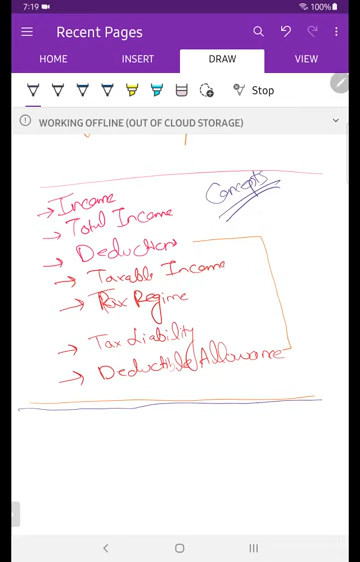 7:19
100%
Recent Pages
HOME INSERT DRAW VIEW
Stop
WORKING OFFLINE (OUT OF CLOUD STORAGE)
Concepts
→ Income
→ Total Income
→ Deductions
→ Taxable Income
→ Tax Regime
→ Tax Liability
→ Deductible Allowance